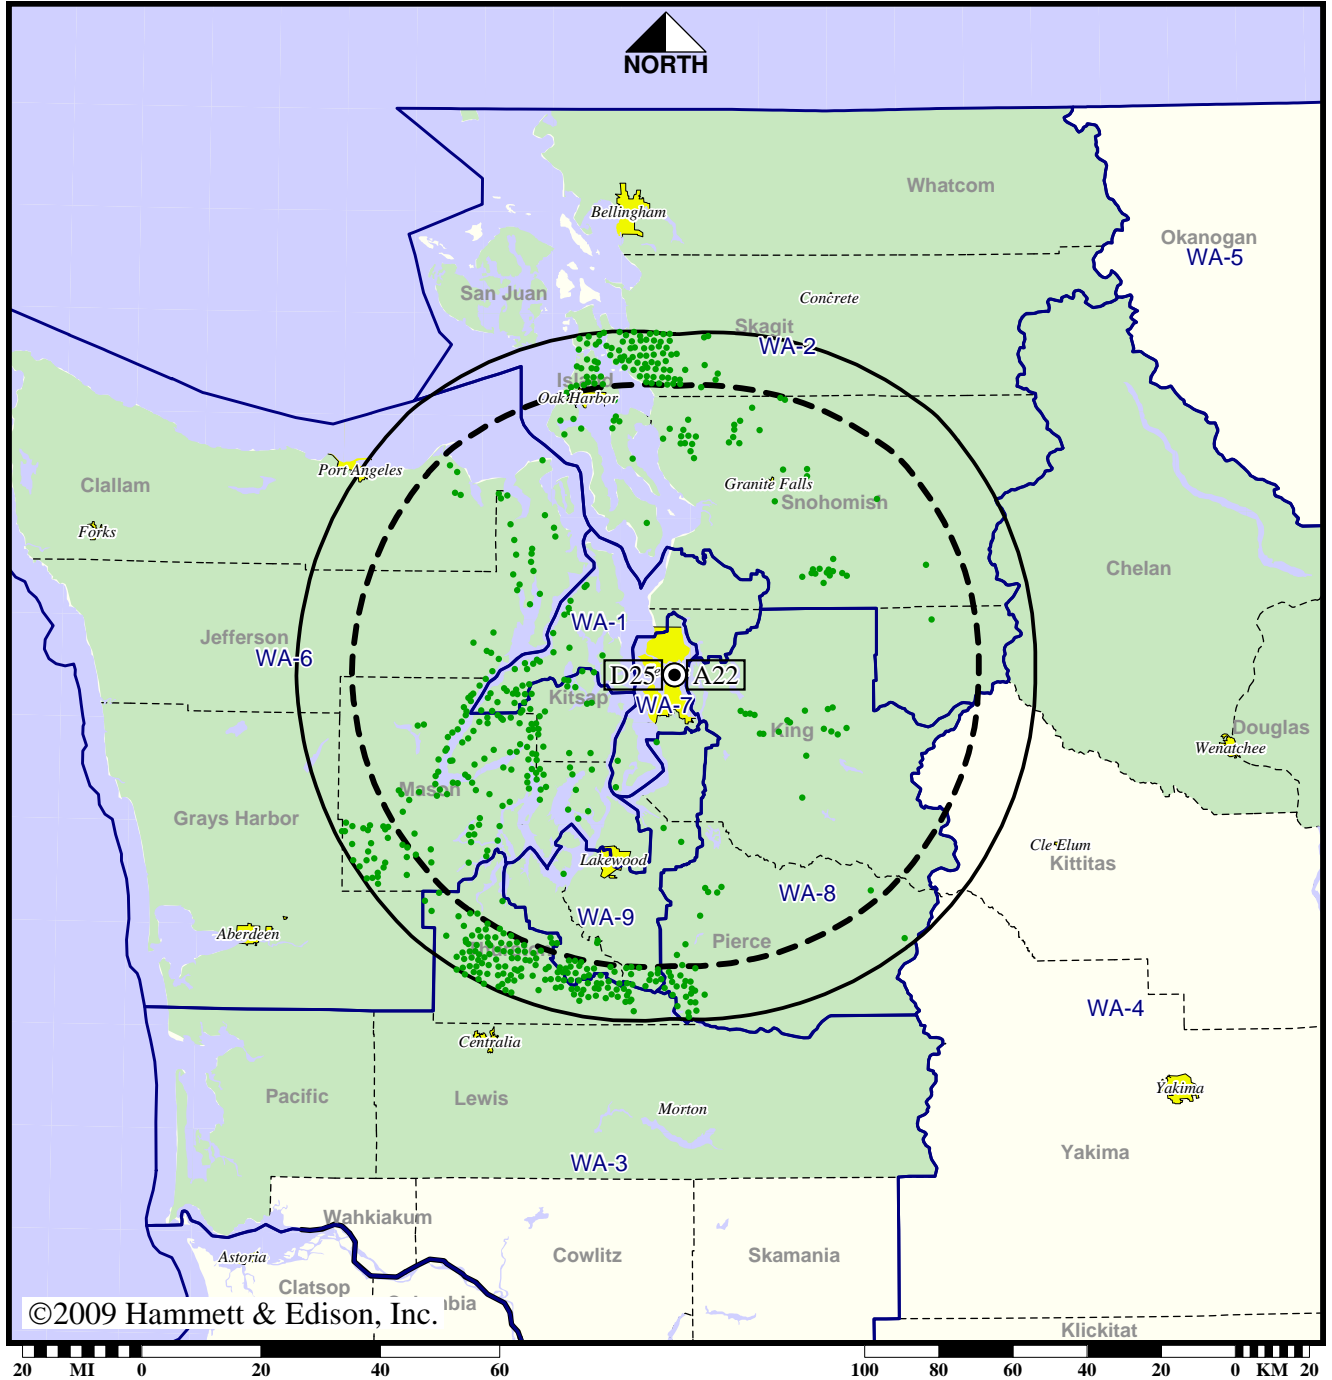 NORTH
Whatcom
Bellingham
Okanogan
WA-5
San Juan
Concrete
Skagit
WA-2
Island
Oak Harbor
Port Angeles
Clallam
Granite Falls
Snohomish
Forks
Chelan
WA-1
Jefferson
WA-6
D25
A22
Kitsap
WA-7
King
Douglas
Wenatchee
Mason
Grays Harbor
Cle Elum
Kittitas
Lakewood
WA-8
WA-9
Aberdeen
Pierce
WA-4
Centralia
Yakima
Pacific
Lewis
Morton
Yakima
WA-3
Wahkiakum
Astoria
Cowlitz
Skamania
Clatsop
©2009 Hammett & Edison, Inc.
Klickitat
20 MI 0 20 40 60
100 80 60 40 20 0 KM 20